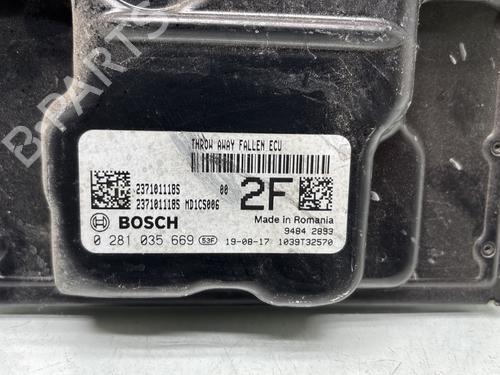 B-PARTS
THROW AWAY FALLEN ECU
237101118S 00 2F
237101118S MD1CS006
BOSCH Made in Romania
9484 2893
0 281 035 669 53F 19-08-17 1039T32570